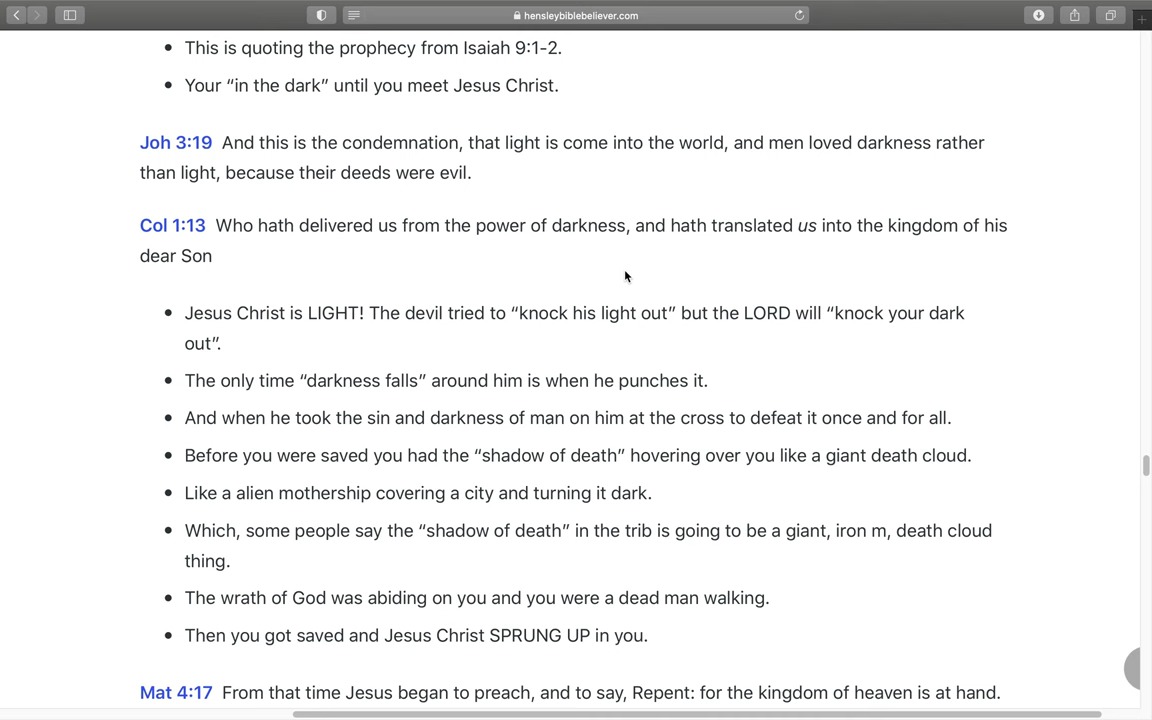 hensleybiblebeliever.com
• This is quoting the prophecy from Isaiah 9:1-2.
• Your “in the dark” until you meet Jesus Christ.
Joh 3:19 And this is the condemnation, that light is come into the world, and men loved darkness rather
than light, because their deeds were evil.
Col 1:13 Who hath delivered us from the power of darkness, and hath translated us into the kingdom of his
dear Son
• Jesus Christ is LIGHT! The devil tried to “knock his light out” but the LORD will “knock your dark
out”.
• The only time “darkness falls” around him is when he punches it.
• And when he took the sin and darkness of man on him at the cross to defeat it once and for all.
• Before you were saved you had the “shadow of death” hovering over you like a giant death cloud.
• Like a alien mothership covering a city and turning it dark.
• Which, some people say the “shadow of death” in the trib is going to be a giant, iron m, death cloud
thing.
• The wrath of God was abiding on you and you were a dead man walking.
• Then you got saved and Jesus Christ SPRUNG UP in you.
Mat 4:17 From that time Jesus began to preach, and to say, Repent: for the kingdom of heaven is at hand.